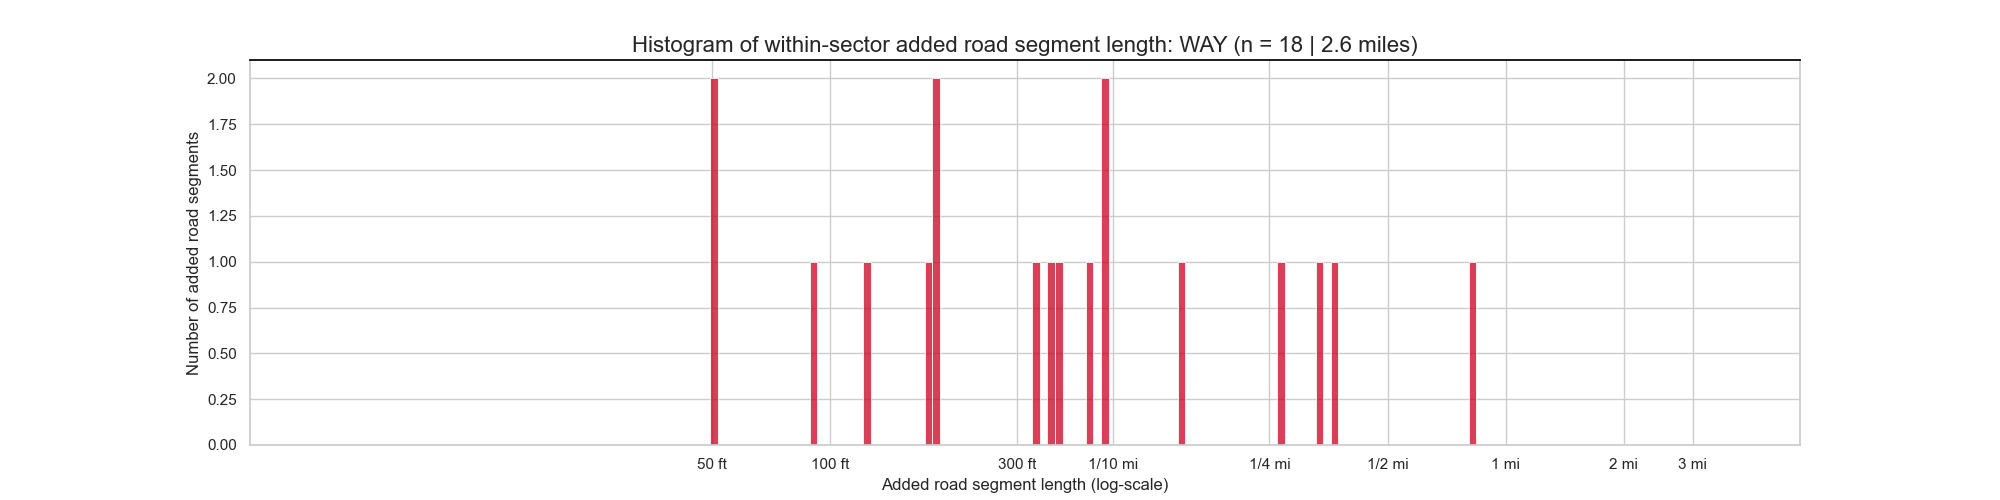 Histogram of within-sector added road segment length: WAY (n = 18 | 2.6 miles)
Number of added road segments
2.00
1.75
1.50
1.25
1.00
0.75
0.50
0.25
0.00
50 ft 100 ft 300 ft 1/10 mi 1/4 mi 1/2 mi 1 mi 2 mi 3 mi
Added road segment length (log-scale)